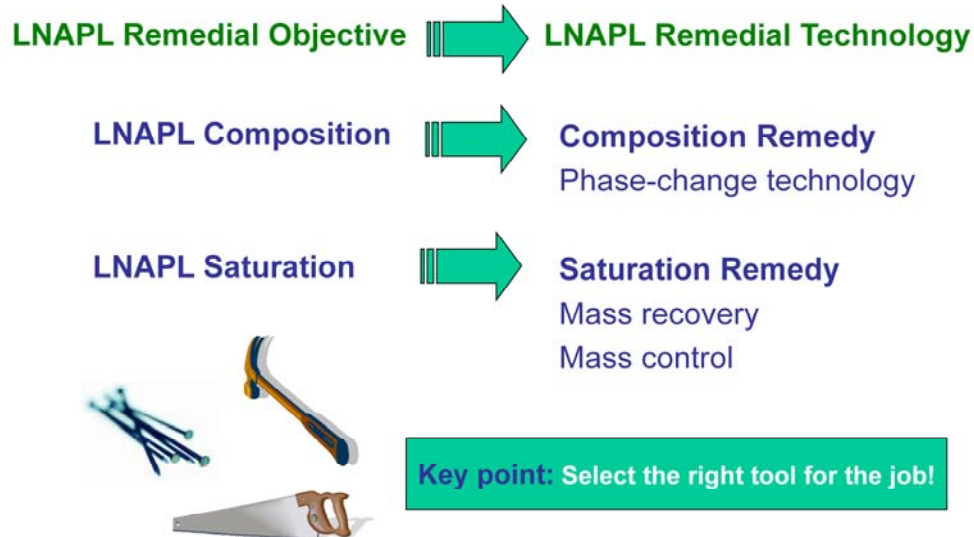 LNAPL Remedial Objective LNAPL Remedial Technology
LNAPL Composition Composition Remedy
Phase-change technology
LNAPL Saturation Saturation Remedy
Mass recovery
Mass control
Key point: Select the right tool for the job!